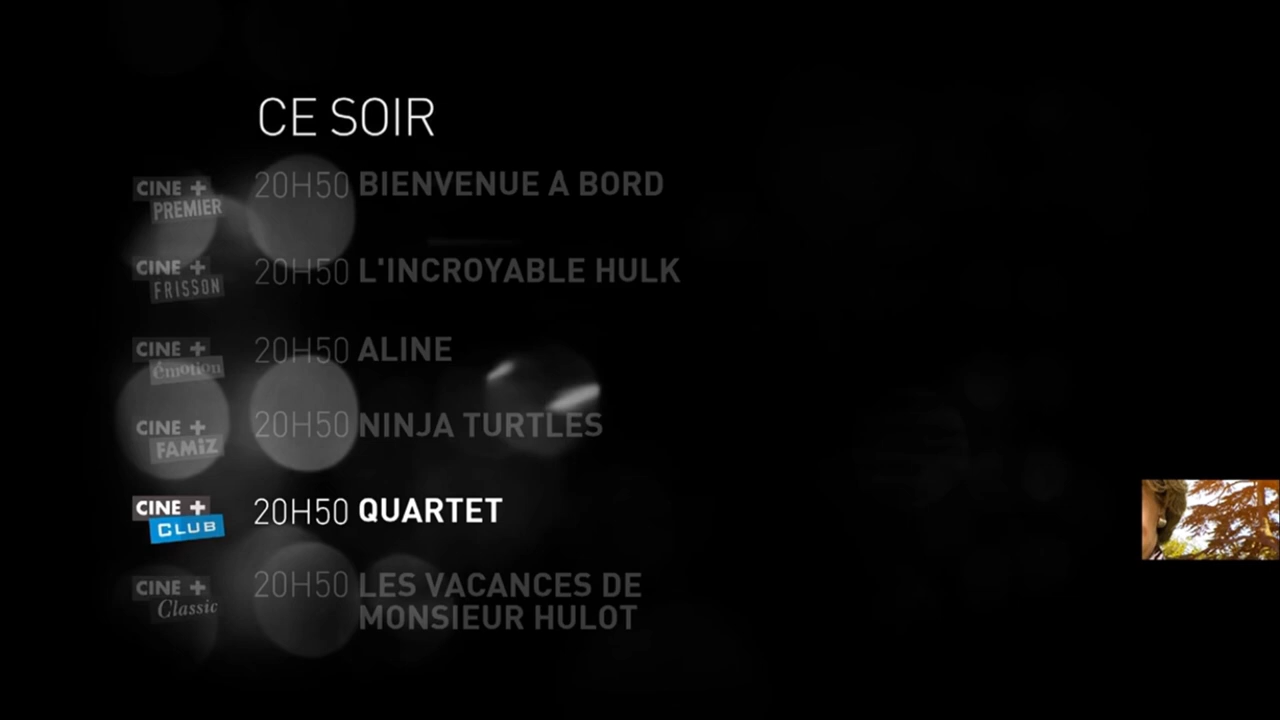 CE SOIR
CINE +
PREMIER
20H50 BIENVENUE A BORD
CINE +
FRISSON
20H50 L'INCROYABLE HULK
CINE +
émotion
20H50 ALINE
CINE +
FAMiZ
20H50 NINJA TURTLES
CINE +
CLUB
20H50 QUARTET
CINE +
Classic
20H50 LES VACANCES DE
MONSIEUR HULOT